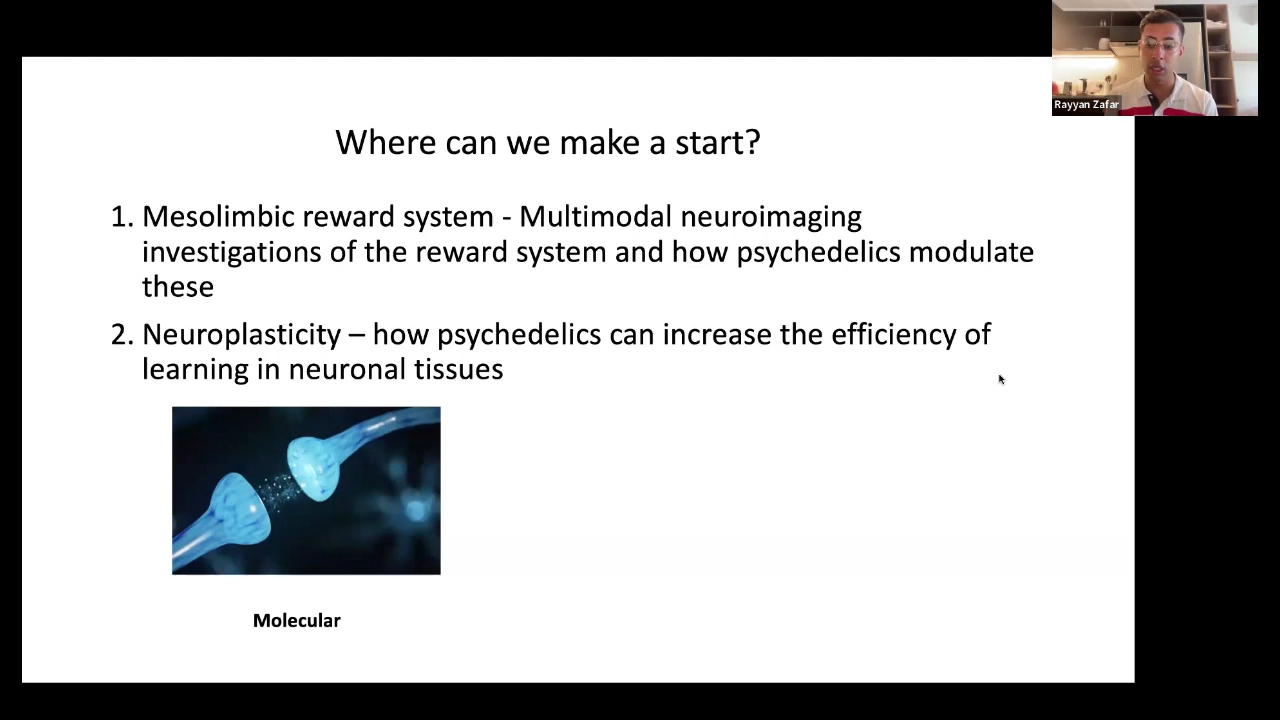 Rayyan Zafar
Where can we make a start?
1. Mesolimbic reward system - Multimodal neuroimaging
investigations of the reward system and how psychedelics modulate
these
2. Neuroplasticity – how psychedelics can increase the efficiency of
learning in neuronal tissues
Molecular